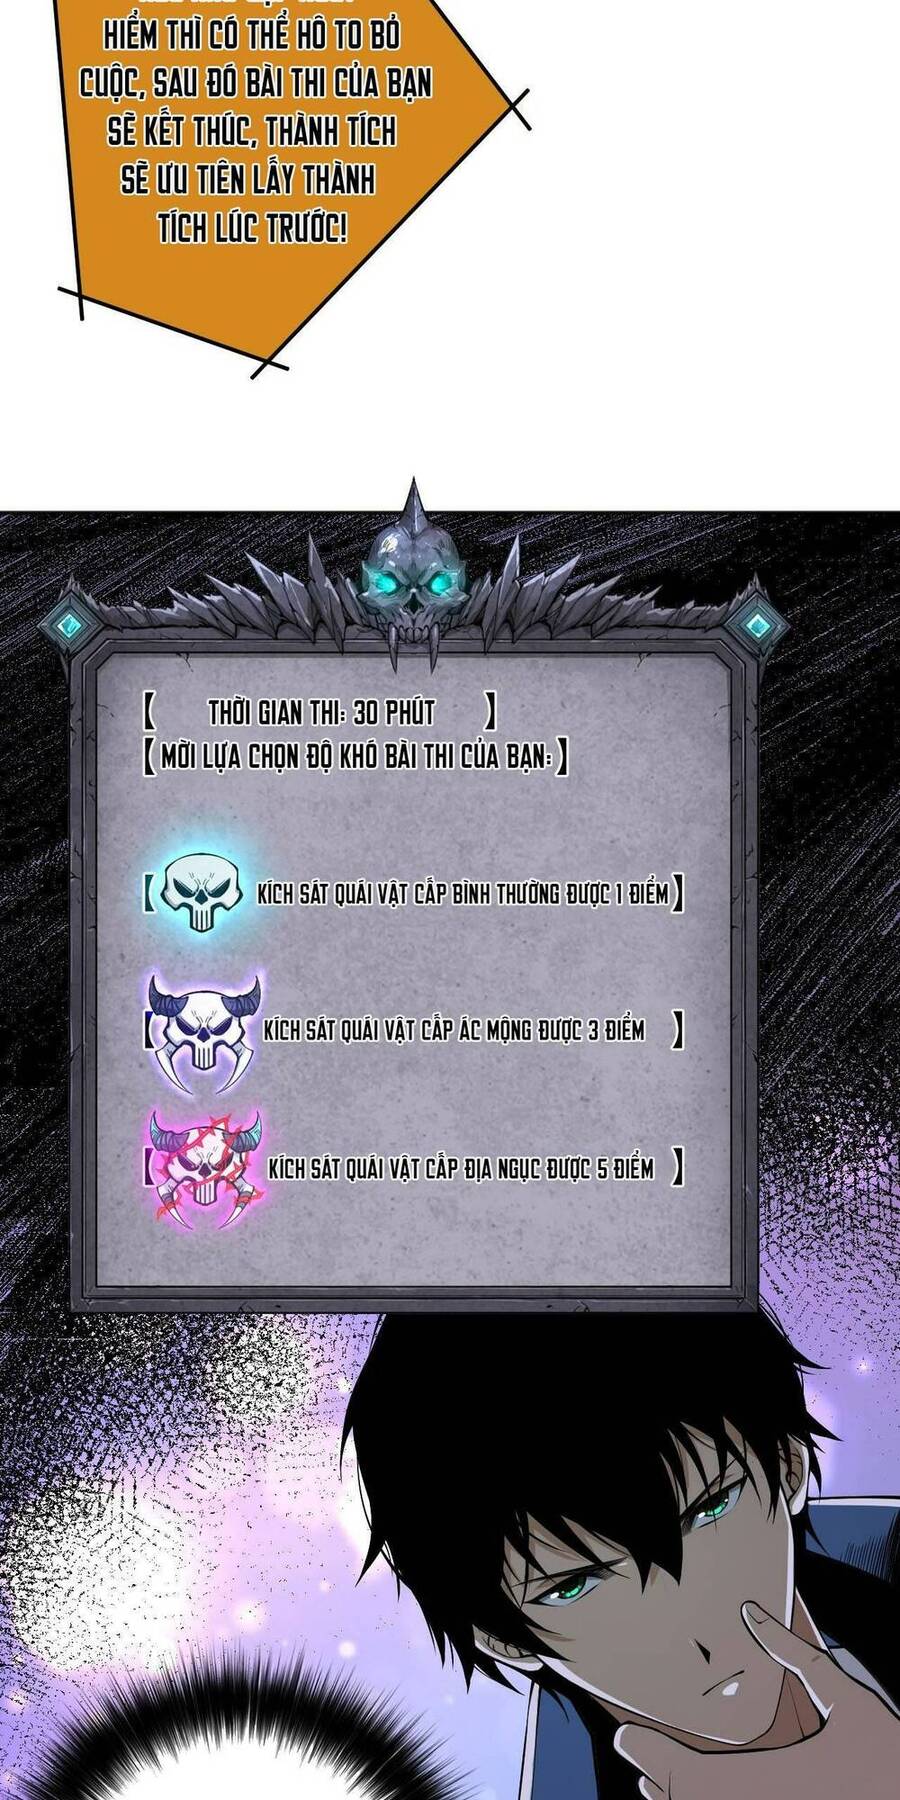 HIỂM THÌ CÓ THỂ HÔ TO BỎ
CUỘC, SAU ĐÓ BÀI THI CỦA BẠN
SẼ KẾT THÚC, THÀNH TÍCH
SẼ ƯU TIÊN LẤY THÀNH
TÍCH LÚC TRƯỚC!
【 THỜI GIAN THI: 30 PHÚT 】
【MỜI LỰA CHỌN ĐỘ KHÓ BÀI THI CỦA BẠN:】
【 KÍCH SÁT QUÁI VẬT CẤP BÌNH THƯỜNG ĐƯỢC 1 ĐIỂM】
【 KÍCH SÁT QUÁI VẬT CẤP ÁC MỘNG ĐƯỢC 3 ĐIỂM 】
【 KÍCH SÁT QUÁI VẬT CẤP ĐỊA NGỤC ĐƯỢC 5 ĐIỂM 】